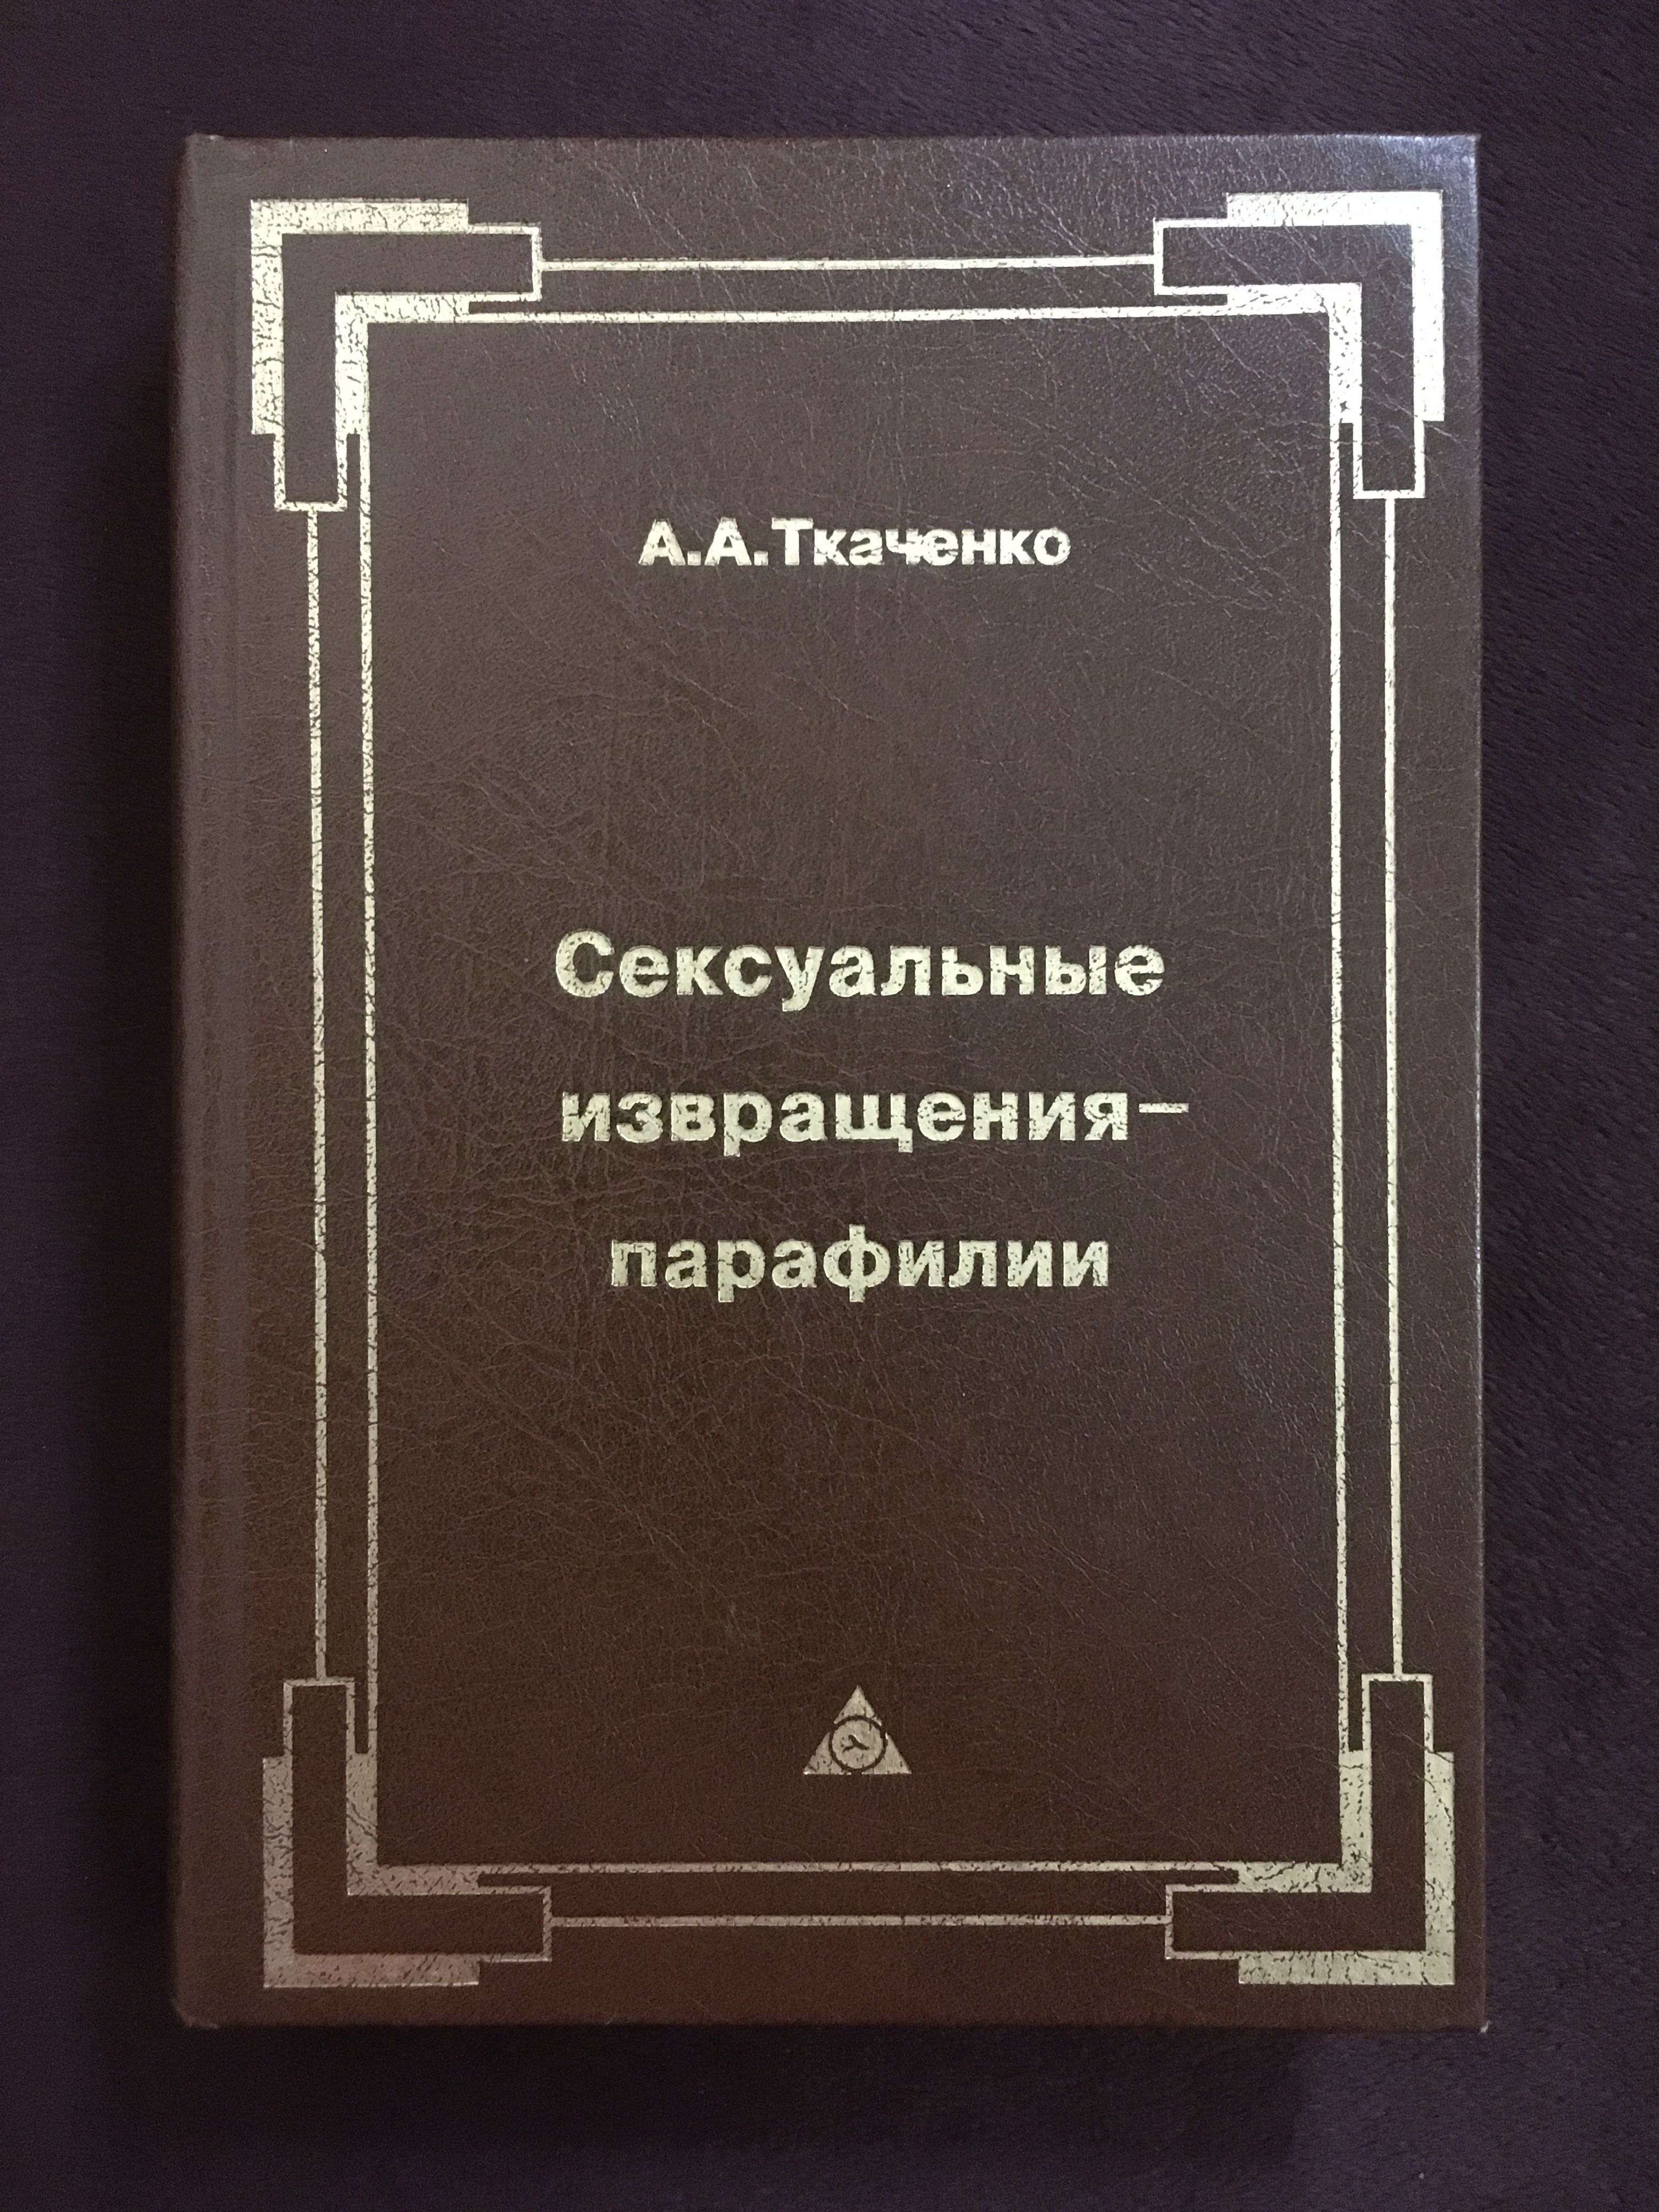 А.А.Ткаченко
Сексуальные
извращения–
парафилии